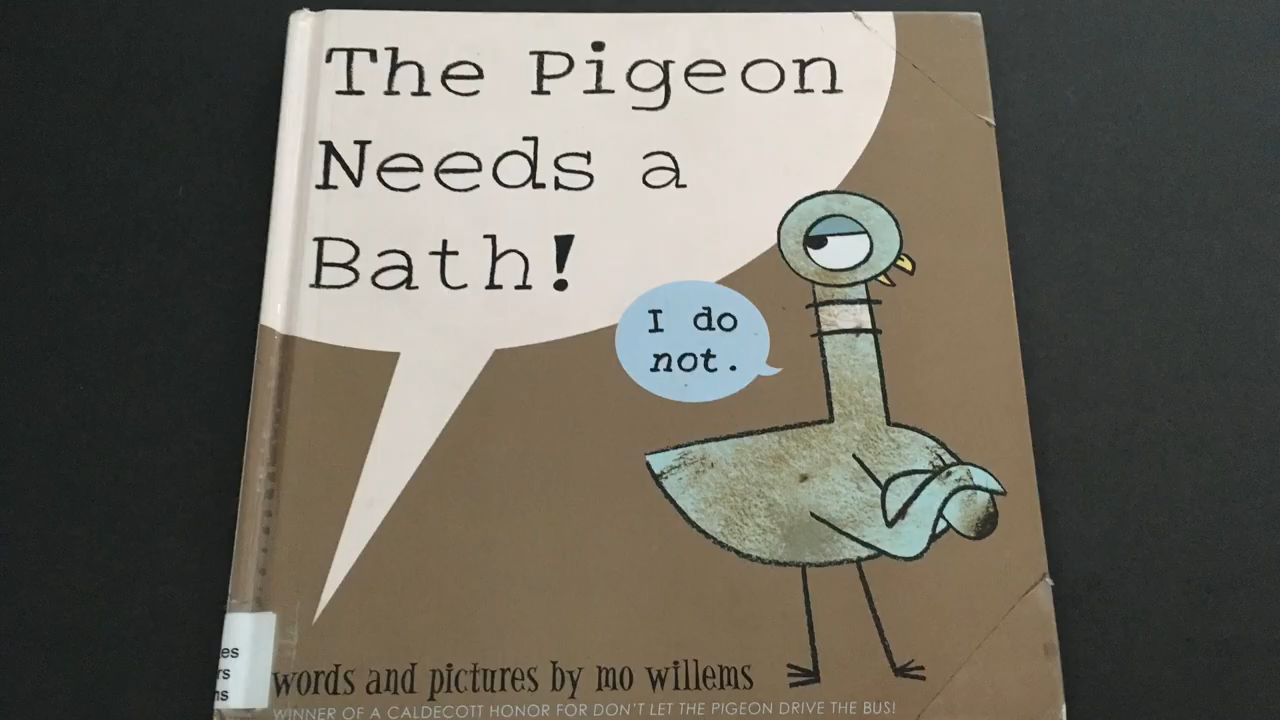 The Pigeon
Needs a
Bath!
I do
not.
words and pictures by mo willems
WINNER OF A CALDECOTT HONOR FOR DON'T LET THE PIGEON DRIVE THE BUS!